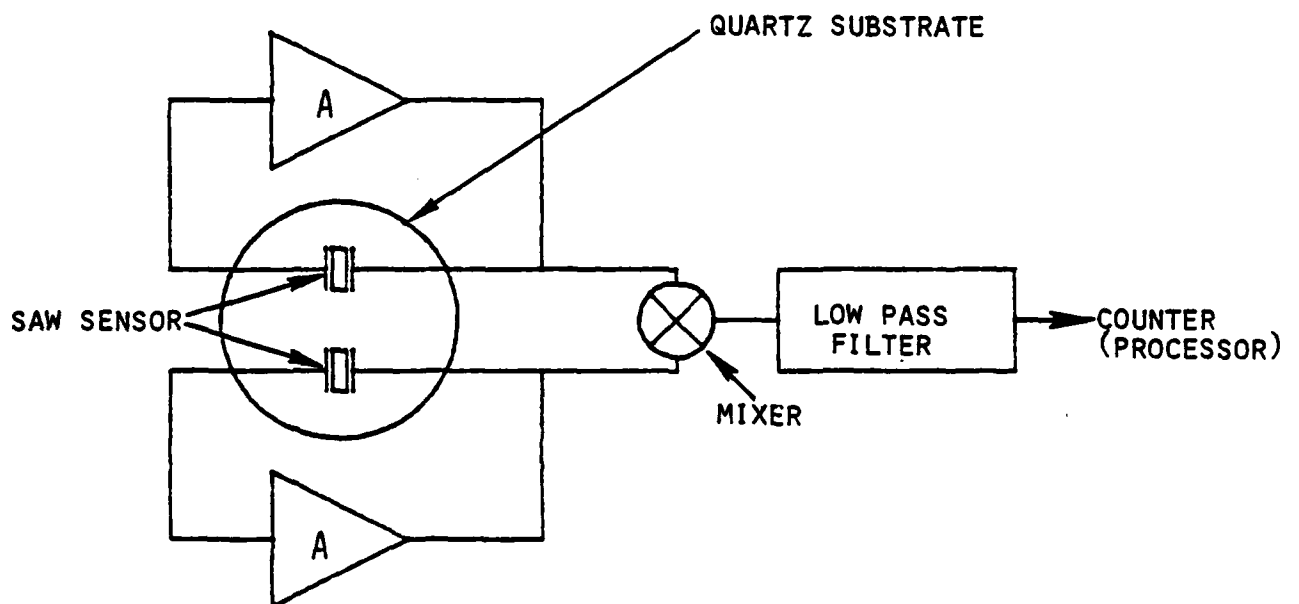 QUARTZ SUBSTRATE
A
SAW SENSOR
LOW PASS
FILTER
COUNTER
(PROCESSOR)
MIXER
A